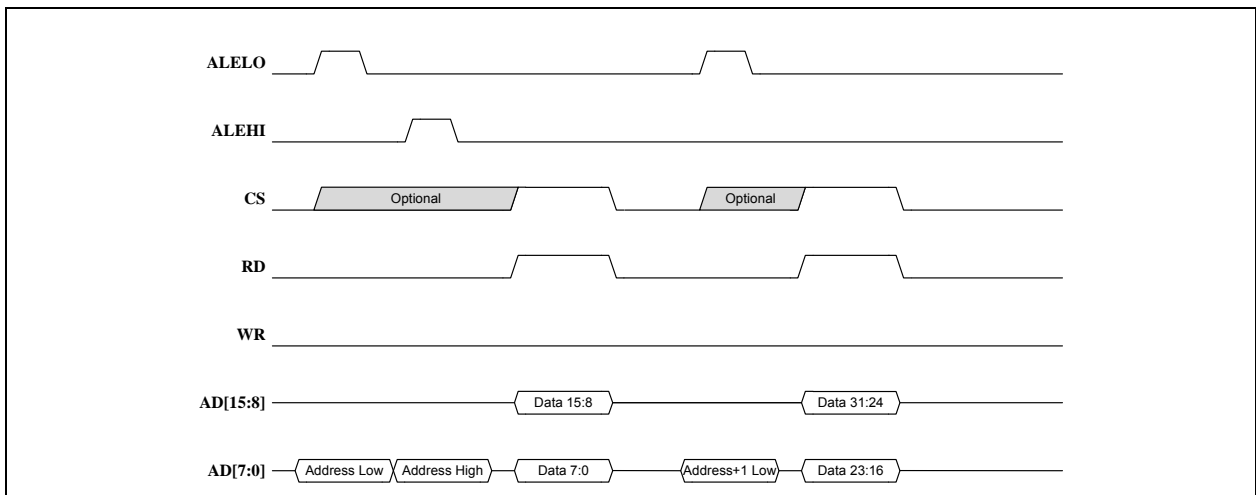 ALELO
ALEHI
CS Optional Optional
RD
WR
AD[15:8] Data 15:8 Data 31:24
AD[7:0] Address Low Address High Data 7:0 Address+1 Low Data 23:16